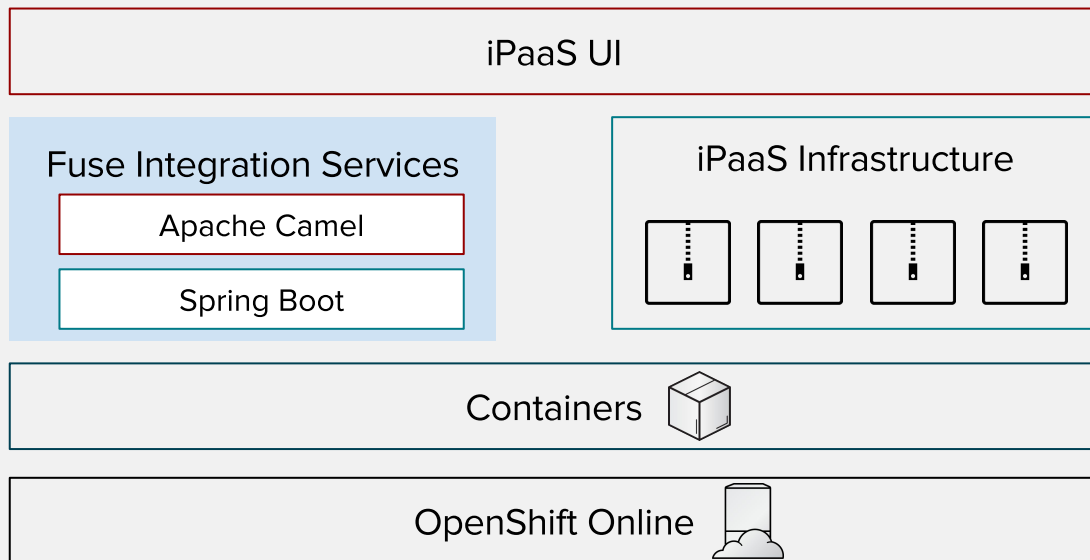 iPaaS UI
Fuse Integration Services
Apache Camel
Spring Boot
iPaaS Infrastructure
Containers
OpenShift Online